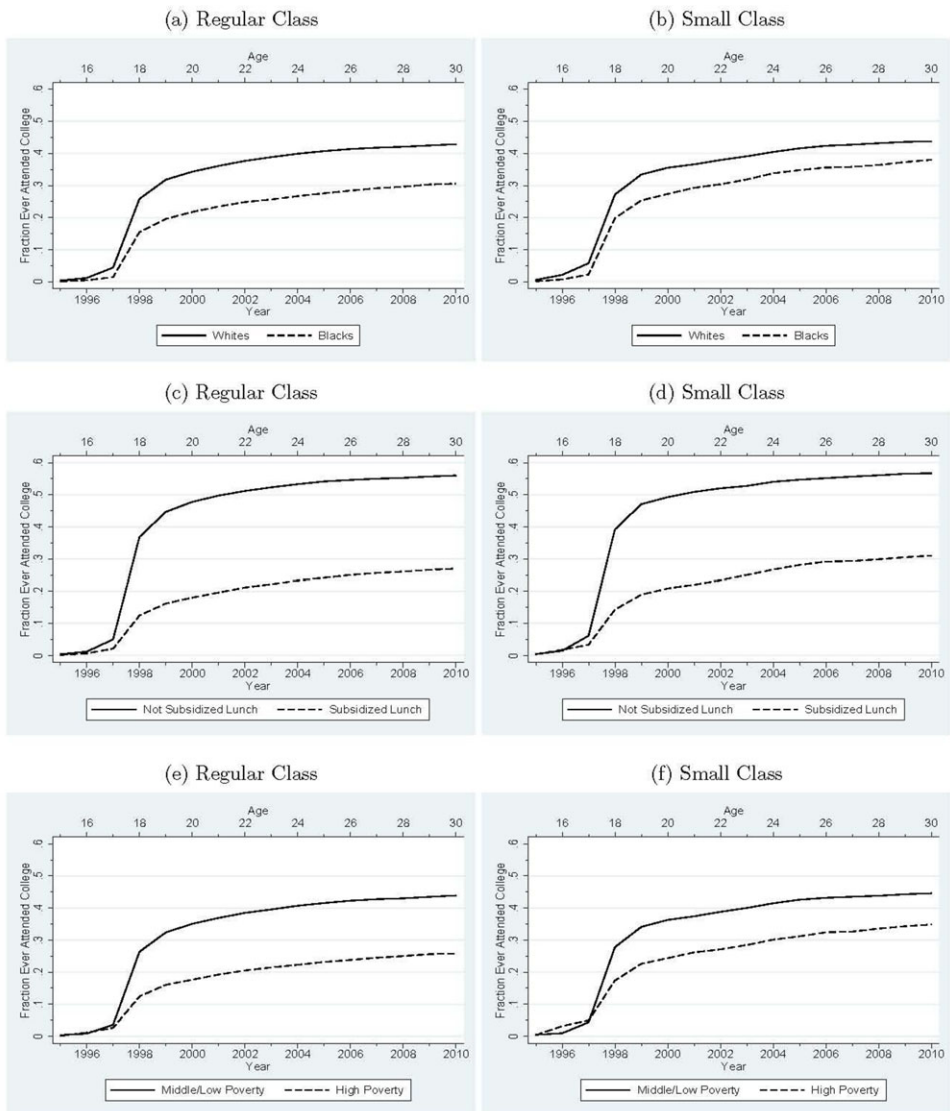 (a) Regular Class
Age
16 18 20 22 24 26 28 30
Fraction Ever Attended College
0 .1 .2 .3 .4 .5 .6
1996 1998 2000 2002 2004 2006 2008 2010
Year
Whites Blacks
(b) Small Class
Age
16 18 20 22 24 26 28 30
Fraction Ever Attended College
0 .1 .2 .3 .4 .5 .6
1996 1998 2000 2002 2004 2006 2008 2010
Year
Whites Blacks
(c) Regular Class
Age
16 18 20 22 24 26 28 30
Fraction Ever Attended College
0 .1 .2 .3 .4 .5 .6
1996 1998 2000 2002 2004 2006 2008 2010
Year
Not Subsidized Lunch Subsidized Lunch
(d) Small Class
Age
16 18 20 22 24 26 28 30
Fraction Ever Attended College
0 .1 .2 .3 .4 .5 .6
1996 1998 2000 2002 2004 2006 2008 2010
Year
Not Subsidized Lunch Subsidized Lunch
(e) Regular Class
Age
16 18 20 22 24 26 28 30
Fraction Ever Attended College
0 .1 .2 .3 .4 .5 .6
1996 1998 2000 2002 2004 2006 2008 2010
Year
Middle/Low Poverty High Poverty
(f) Small Class
Age
16 18 20 22 24 26 28 30
Fraction Ever Attended College
0 .1 .2 .3 .4 .5 .6
1996 1998 2000 2002 2004 2006 2008 2010
Year
Middle/Low Poverty High Poverty